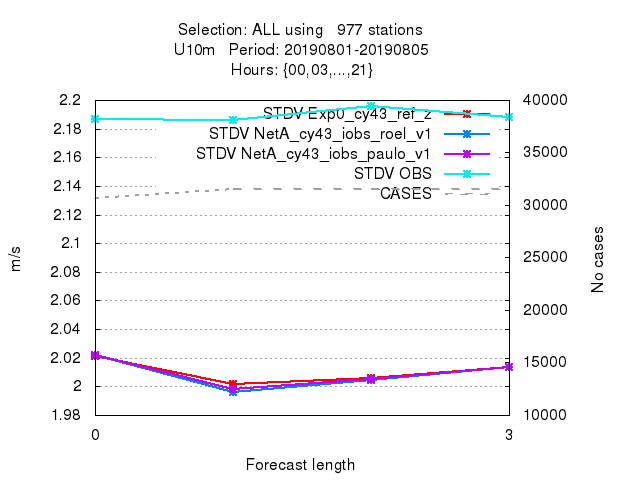 Selection: ALL using   977 stations
U10m   Period: 20190801-20190805
Hours: {00,03,...,21}
2.2
2.18
2.16
2.14
2.12
2.1
2.08
2.06
2.04
2.02
2
1.98
m/s
STDV Exp0_cy43_ref_z
STDV NetA_cy43_iobs_roel_v1
STDV NetA_cy43_iobs_paulo_v1
STDV OBS
CASES
40000
35000
30000
25000
20000
15000
10000
No cases
0 3
Forecast length